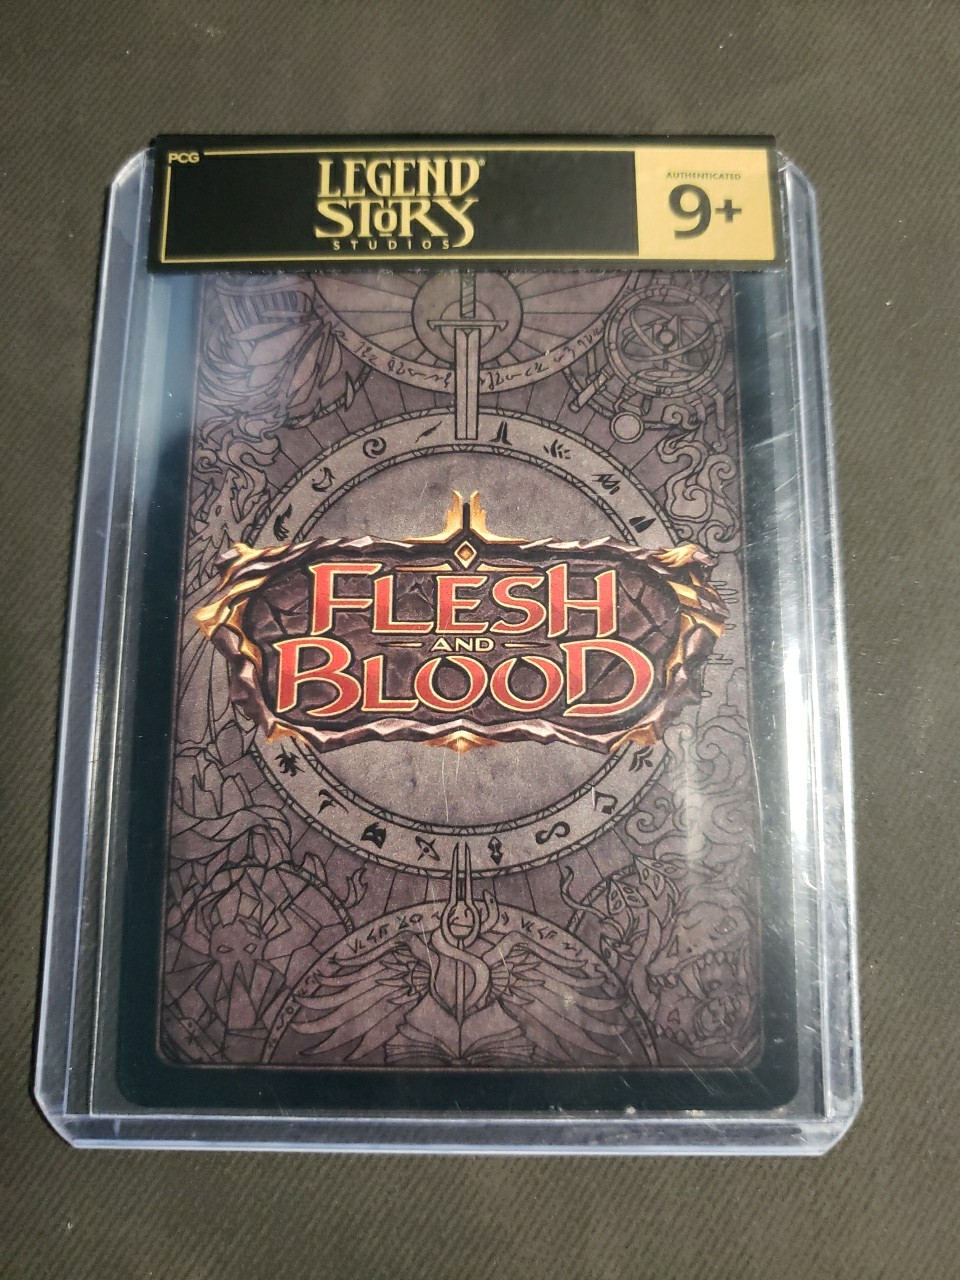 PCG
LEGEND®
STORY
STUDIOS
AUTHENTICATED
9+
FLESH
AND
BLOOD